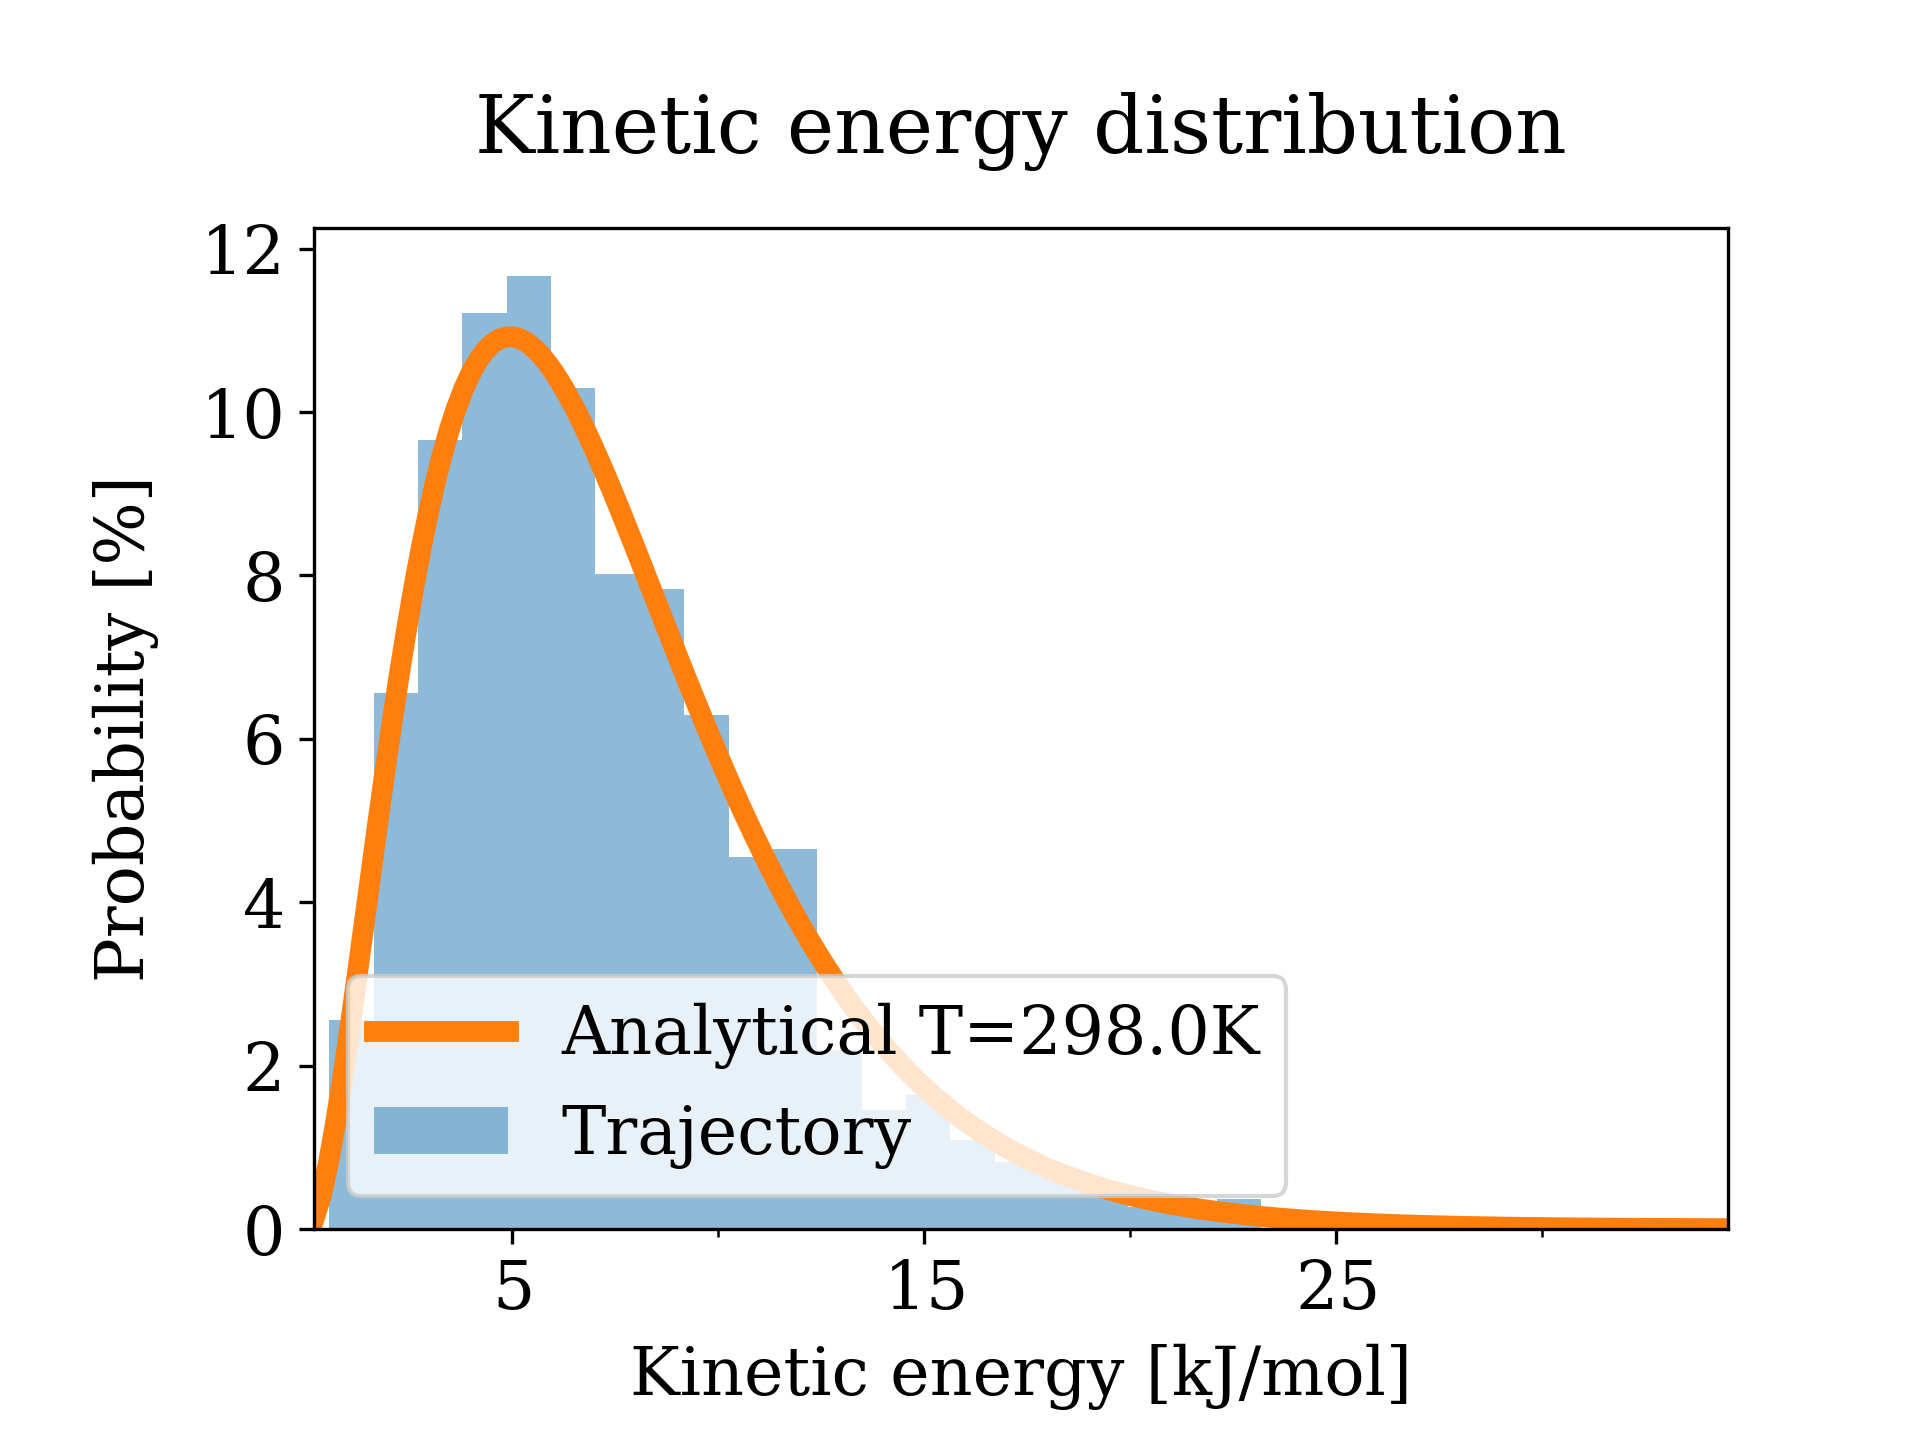 Kinetic energy distribution
12
10
8
6
4
2
0
Probability [%]
Analytical T=298.0K
Trajectory
5 15 25
Kinetic energy [kJ/mol]